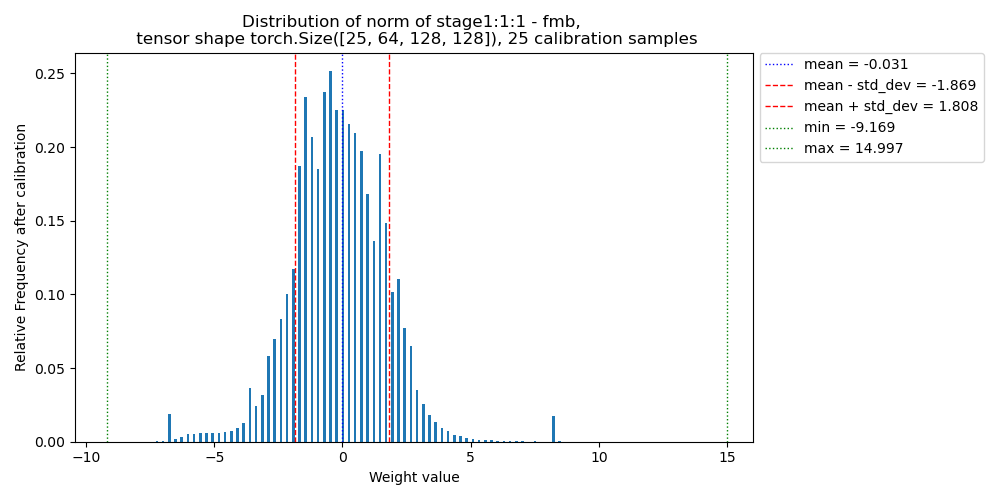 Distribution of norm of stage1:1:1 - fmb,
tensor shape torch.Size([25, 64, 128, 128]), 25 calibration samples
Relative Frequency after calibration
0.25
0.20
0.15
0.10
0.05
0.00
−10
−5
0
5
10
15
Weight value
mean = -0.031
mean - std_dev = -1.869
mean + std_dev = 1.808
min = -9.169
max = 14.997